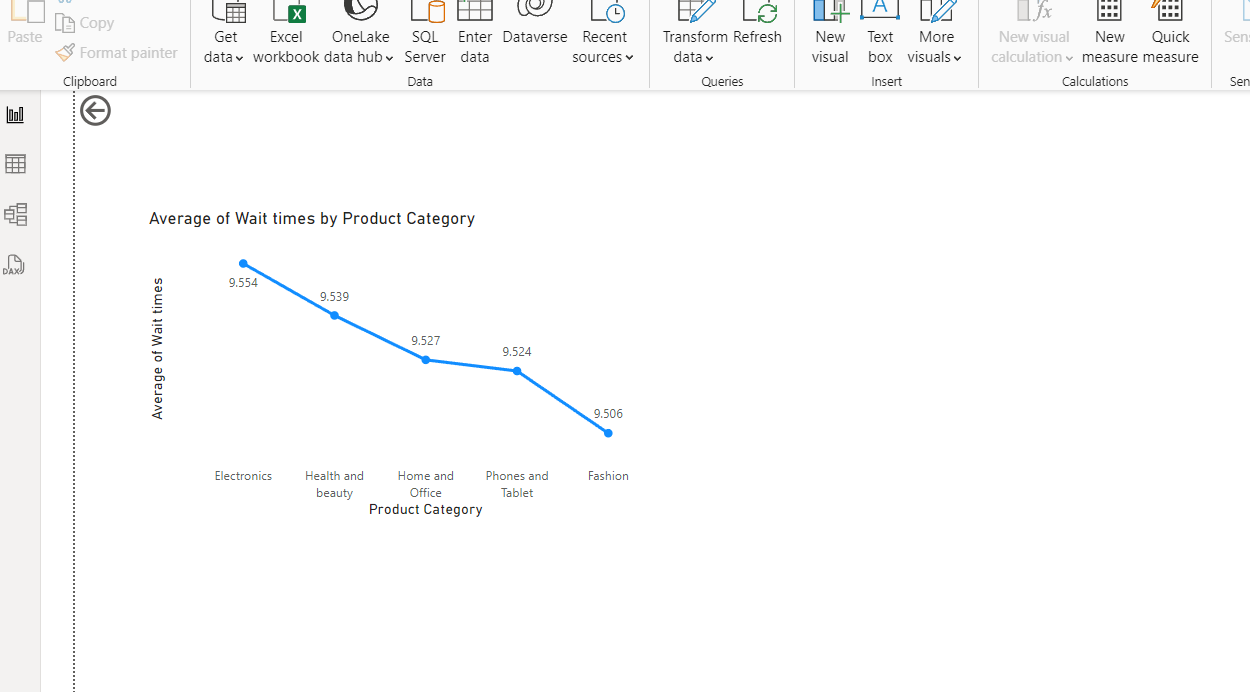 Paste
Copy
Format painter
Clipboard
Get data
Excel workbook
OneLake data hub
SQL Server
Enter data
Dataverse
Recent sources
Data
Transform data
Refresh
Queries
New visual
Text box
More visuals
Insert
New visual calculation
New measure
Quick measure
Calculations
DAX
Average of Wait times by Product Category
Average of Wait times
9.554
9.539
9.527
9.524
9.506
Electronics
Health and beauty
Home and Office
Phones and Tablet
Fashion
Product Category